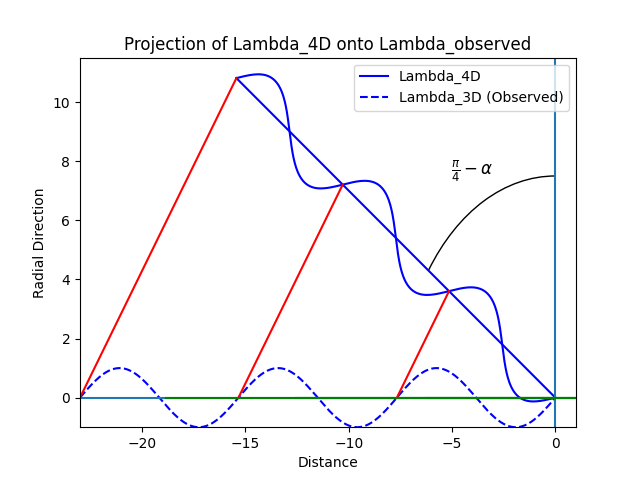 Projection of Lambda_4D onto Lambda_observed
Lambda_4D
Lambda_3D (Observed)
π/4 − α
Radial Direction
10
8
6
4
2
0
−20
−15
−10
−5
0
Distance